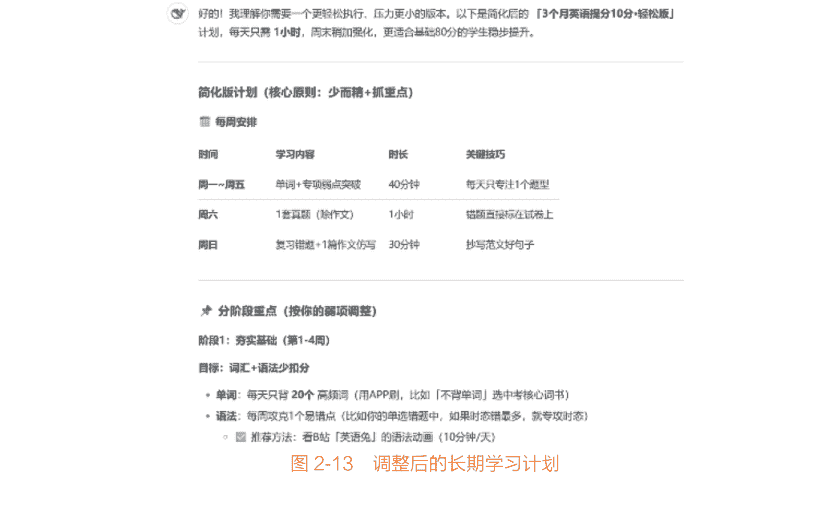 好的！我理解你需要一个更轻松执行、压力更小的版本。以下是简化后的「3个月英语提分10分·轻松版」
计划，每天只需 1小时，周末稍加强化，更适合基础80分的学生稳步提升。
简化版计划（核心原则：少而精+抓重点）
每周安排
时间 学习内容 时长 关键技巧
周一~周五 单词+专项弱点突破 40分钟 每天只专注1个题型
周六 1套真题（除作文） 1小时 错题直接标在试卷上
周日 复习错题+1篇作文仿写 30分钟 抄写范文好句子
分阶段重点（按你的弱项调整）
阶段1：夯实基础（第1-4周）
目标：词汇+语法少扣分
• 单词：每天只背 20个 高频词（用APP刷，比如「不背单词」选中考核心词书）
• 语法：每周攻克1个易错点（比如你的单选错题中，如果时态错最多，就专攻时态）
○ ☑ 推荐方法：看B站「英语兔」的语法动画（10分钟/天）
图 2-13 调整后的长期学习计划